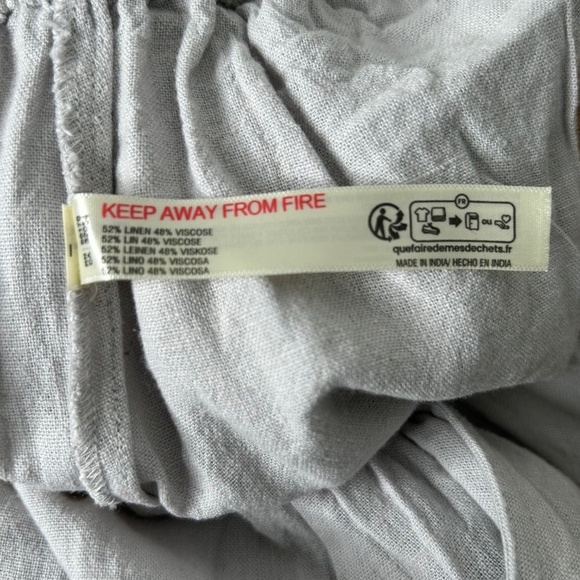 KEEP AWAY FROM FIRE
52% LINEN 48% VISCOSE
52% LIN 48% VISCOSE
52% LEINEN 48% VISKOSE
52% LINO 48% VISCOSA
52% LINO 48% VISCOSA
FR
OU
quefairedemesdechets.fr
MADE IN INDIA/ HECHO EN INDIA